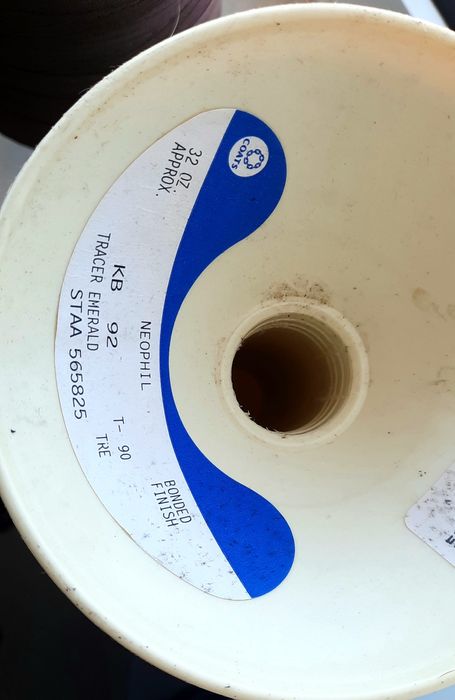 COATS
32 OZ.
APPROX.
NEOPHIL
BONDED
FINISH
KB 92 T- 90
TRACER EMERALD TRE
STAA 565825